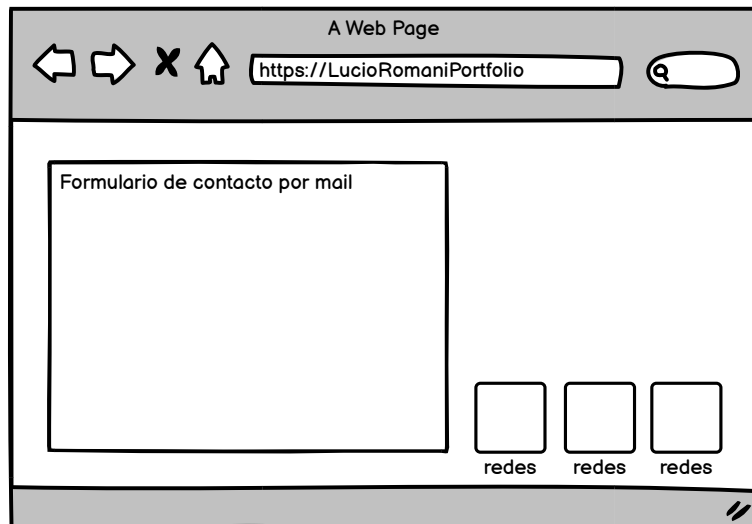 A Web Page
https://LucioRomaniPortfolio
Formulario de contacto por mail
redes
redes
redes